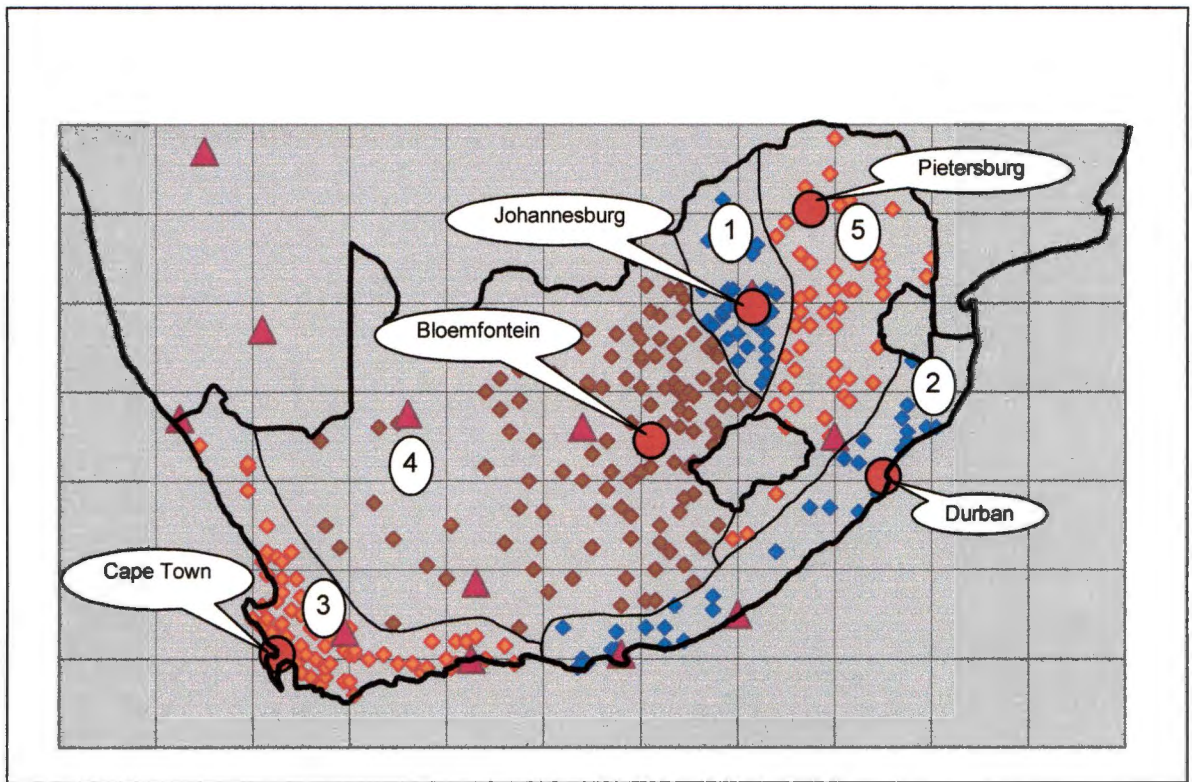 Pietersburg
Johannesburg
1
5
Bloemfontein
2
4
Durban
Cape Town
3